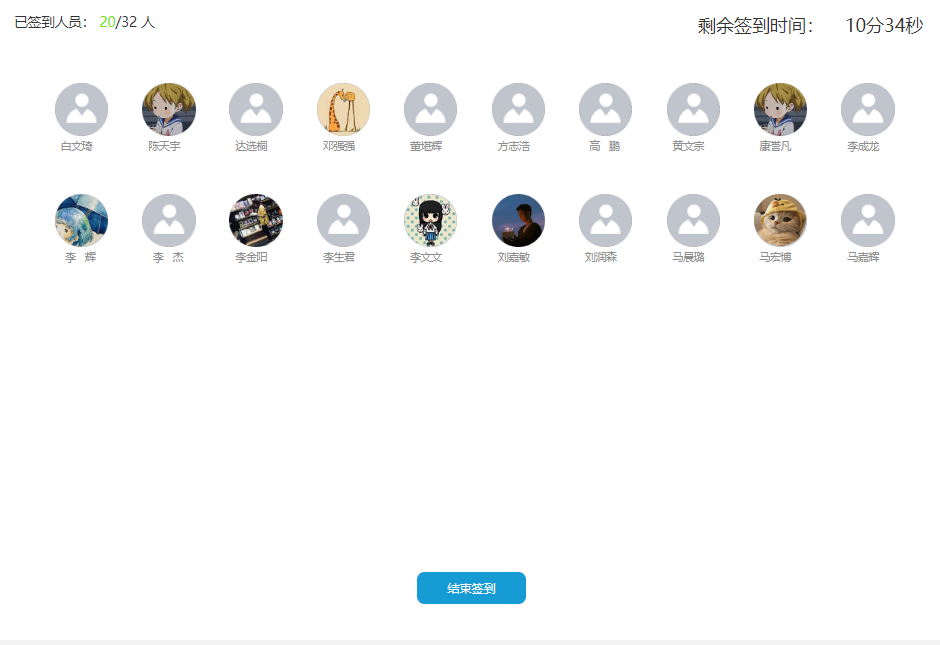 已签到人员： 20/32 人
剩余签到时间： 10分34秒
白文琦 陈天宇 达选桐 邓强强 董堪辉 方志浩 高 鹏 黄文宗 康誉凡 李成龙
李 辉 李 杰 李金阳 李生君 李文文 刘嘉敏 刘润森 马晨璐 马宏博 马嘉辉
结束签到